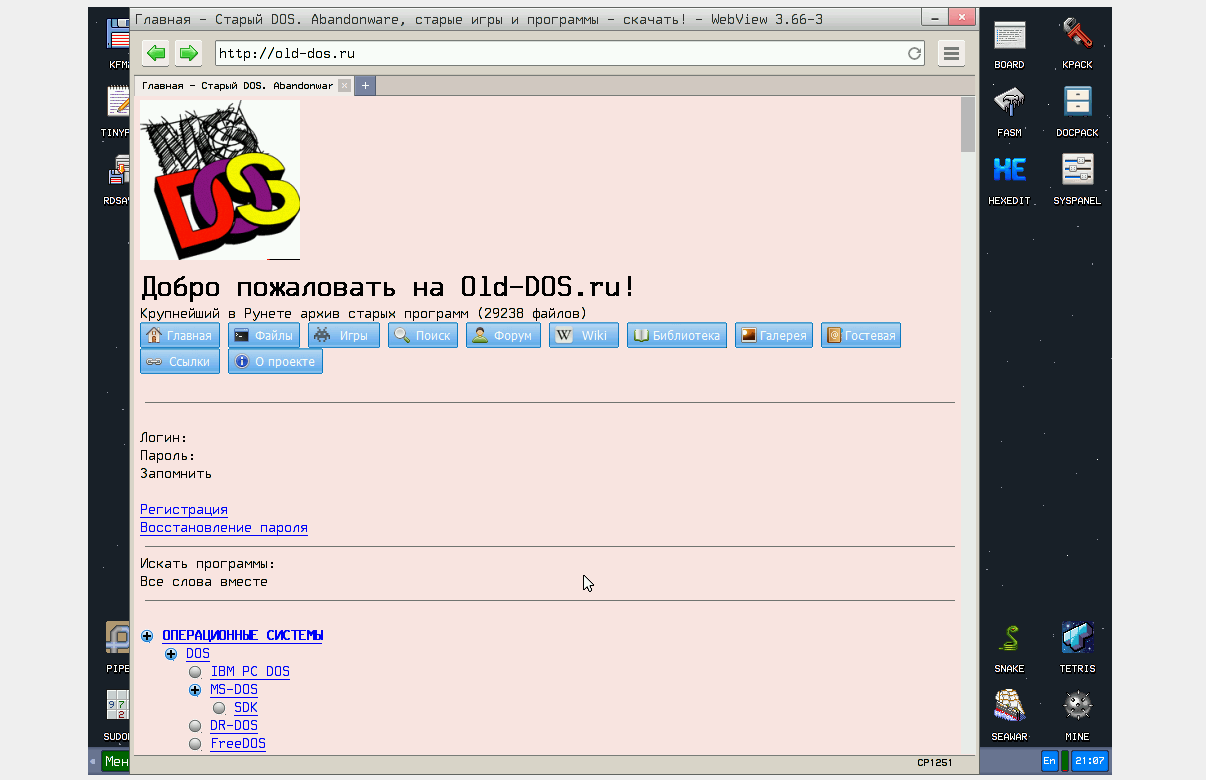 Главная - Старый DOS. Abandonware, старые игры и программы - скачать! - WebView 3.86-3
http://old-dos.ru
Главная - Старый DOS. Abandonwar
DOS
Добро пожаловать на Old-DOS.ru!
Крупнейший в Рунете архив старых программ (29238 файлов)
Главная Файлы Игры Поиск Форум Wiki Библиотека Галерея Гостевая
Ссылки О проекте
Логин:
Пароль:
Запомнить
Регистрация
Восстановление пароля
Искать программы:
Все слова вместе
ОПЕРАЦИОННЫЕ СИСТЕМЫ
DOS
IBM PC DOS
MS-DOS
SDK
DR-DOS
FreeDOS
CP1251
KFM
TINYP
RDSA
PIPE
SUDO
BOARD KPACK
FASM DOCPACK
HE
HEXEDIT SYSPANEL
SNAKE TETRIS
SEAWAR MINE
Мен
En 21:07